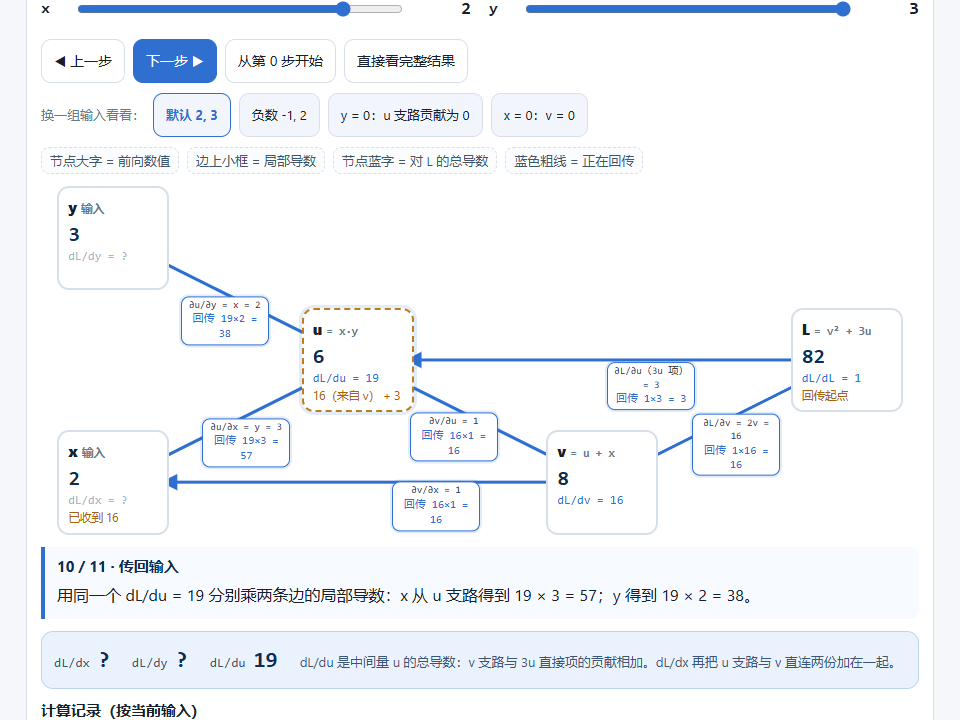 x 2 y 3
◀ 上一步 下一步 ▶ 从第 0 步开始 直接看完整结果
换一组输入看看： 默认 2, 3 负数 -1, 2 y = 0：u 支路贡献为 0 x = 0：v = 0
节点大字 = 前向数值 边上小框 = 局部导数 节点蓝字 = 对 L 的总导数 蓝色粗线 = 正在回传
y 输入
3
dL/dy = ?
∂u/∂y = x = 2
回传 19×2 =
38
u = x·y
6
dL/du = 19
16（来自 v） + 3
L = v² + 3u
82
dL/dL = 1
回传起点
∂L/∂u（3u 项）
= 3
回传 1×3 = 3
∂u/∂x = y = 3
回传 19×3 =
57
∂v/∂u = 1
回传 16×1 =
16
∂L/∂v = 2v =
16
回传 1×16 =
16
x 输入
2
dL/dx = ?
已收到 16
v = u + x
8
dL/dv = 16
∂v/∂x = 1
回传 16×1 =
16
10 / 11 · 传回输入
用同一个 dL/du = 19 分别乘两条边的局部导数：x 从 u 支路得到 19 × 3 = 57；y 得到 19 × 2 = 38。
dL/dx ? dL/dy ? dL/du 19 dL/du 是中间量 u 的总导数：v 支路与 3u 直接项的贡献相加。dL/dx 再把 u 支路与 v 直连两份加在一起。
计算记录（按当前输入）